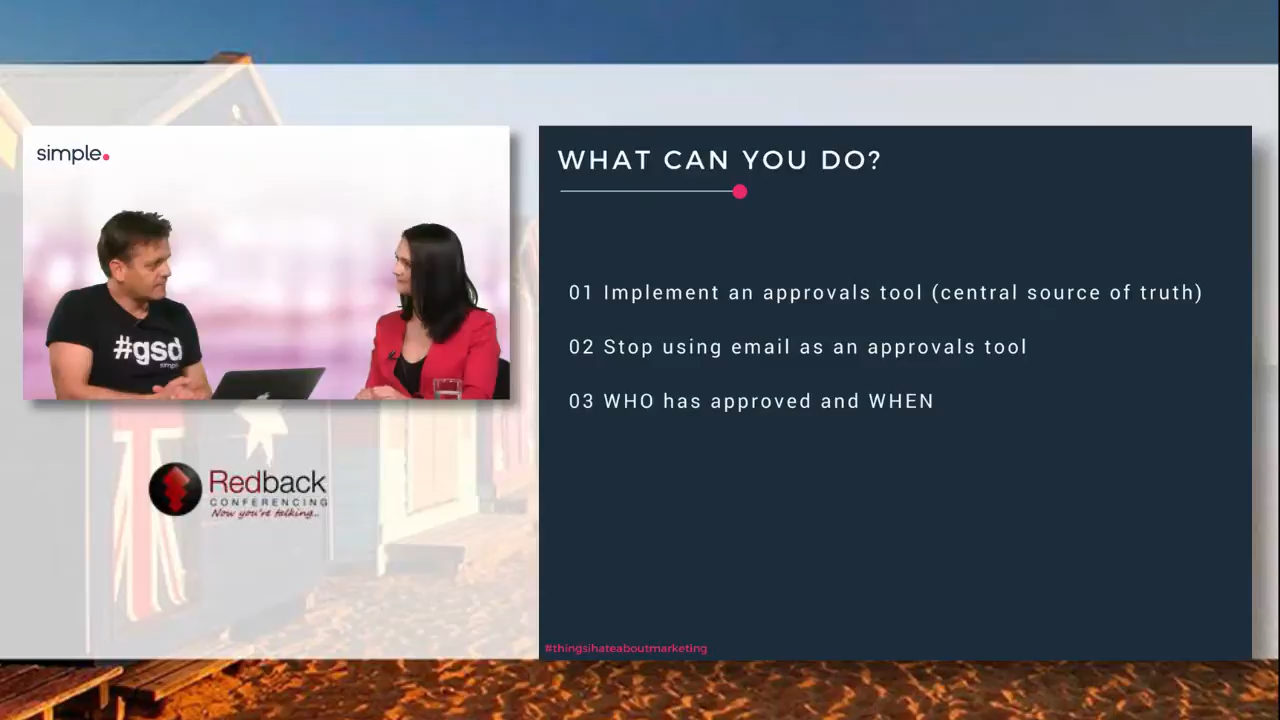 simple.
#gsd
simple
Redback
CONFERENCING
Now you're talking...
WHAT CAN YOU DO?
01 Implement an approvals tool (central source of truth)
02 Stop using email as an approvals tool
03 WHO has approved and WHEN
#thingsihateaboutmarketing